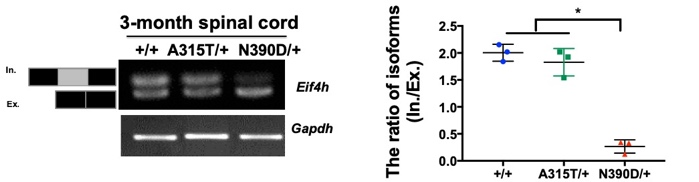 3-month spinal cord
+/+ A315T/+ N390D/+
In.
Ex.
Eif4h
Gapdh
The ratio of isoforms
(In./Ex.)
2.5
2.0
1.5
1.0
0.5
0.0
*
+/+ A315T/+ N390D/+